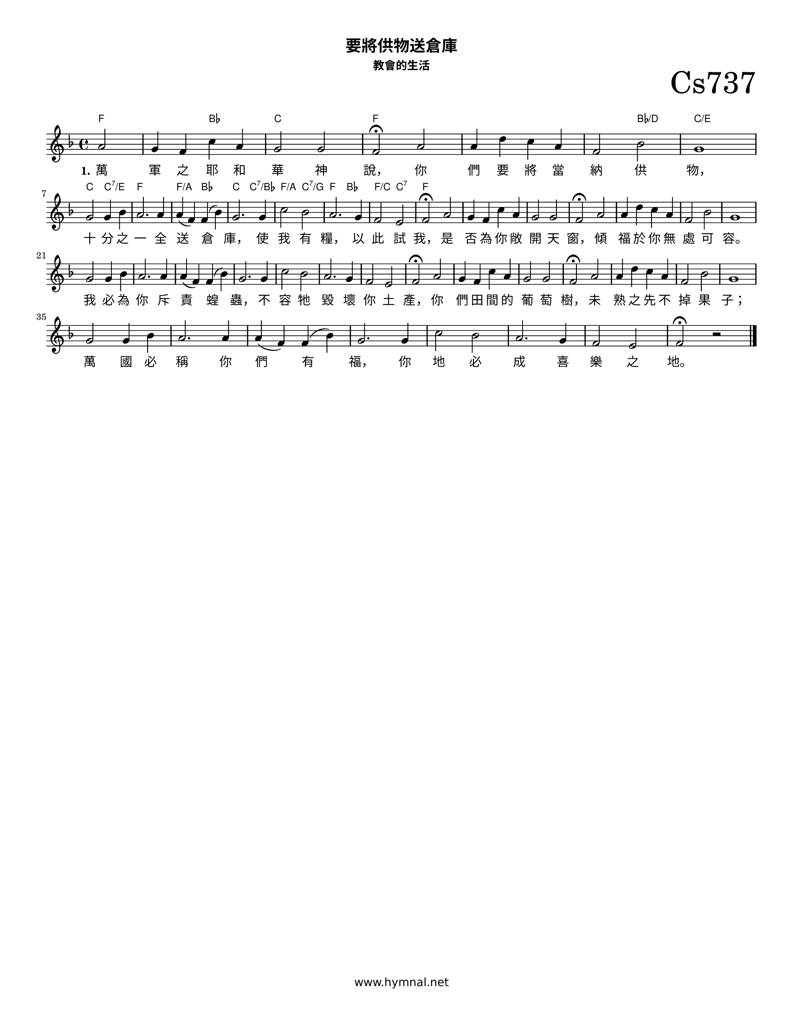 要將供物送倉庫
教會的生活
Cs737
F B♭ C F B♭/D C/E
1. 萬 軍 之 耶 和 華 神 說， 你 們 要 將 當 納 供 物，
7 C C7/E F F/A B♭ C C7/B♭ F/A C7/G F B♭ F/C C7 F
十 分 之 一 全 送 倉 庫， 使 我 有 糧， 以 此 試 我， 是 否 為 你 敞 開 天 窗， 傾 福 於 你 無 處 可 容。
21
我 必 為 你 斥 責 蝗 蟲， 不 容 牠 毀 壞 你 土 產， 你 們 田 間 的 葡 萄 樹， 未 熟 之 先 不 掉 果 子；
35
萬 國 必 稱 你 們 有 福， 你 地 必 成 喜 樂 之 地。
www.hymnal.net